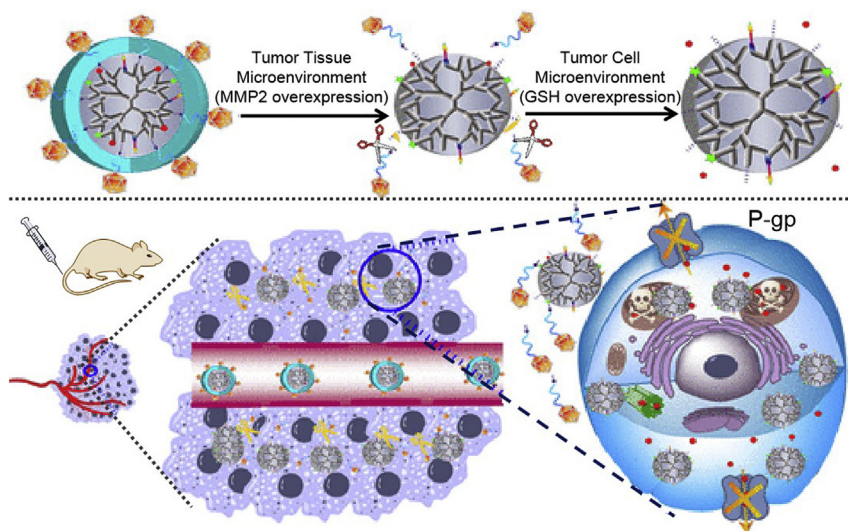 Tumor Tissue
Microenvironment
(MMP2 overexpression)
Tumor Cell
Microenvironment
(GSH overexpression)
P-gp